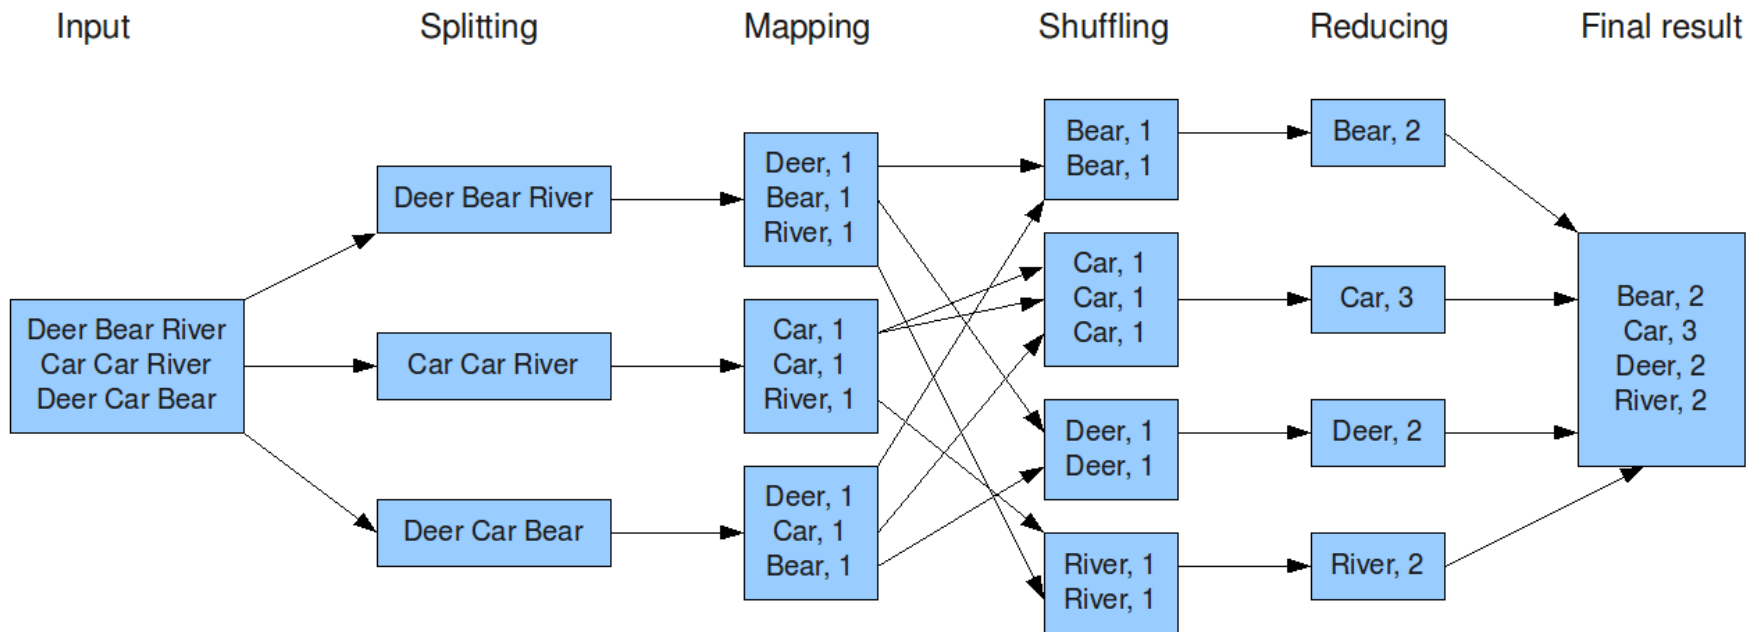 Input
Splitting
Mapping
Shuffling
Reducing
Final result
Deer Bear River
Car Car River
Deer Car Bear
Deer Bear River
Car Car River
Deer Car Bear
Deer, 1
Bear, 1
River, 1
Car, 1
Car, 1
River, 1
Deer, 1
Car, 1
Bear, 1
Bear, 1
Bear, 1
Car, 1
Car, 1
Car, 1
Deer, 1
Deer, 1
River, 1
River, 1
Bear, 2
Car, 3
Deer, 2
River, 2
Bear, 2
Car, 3
Deer, 2
River, 2